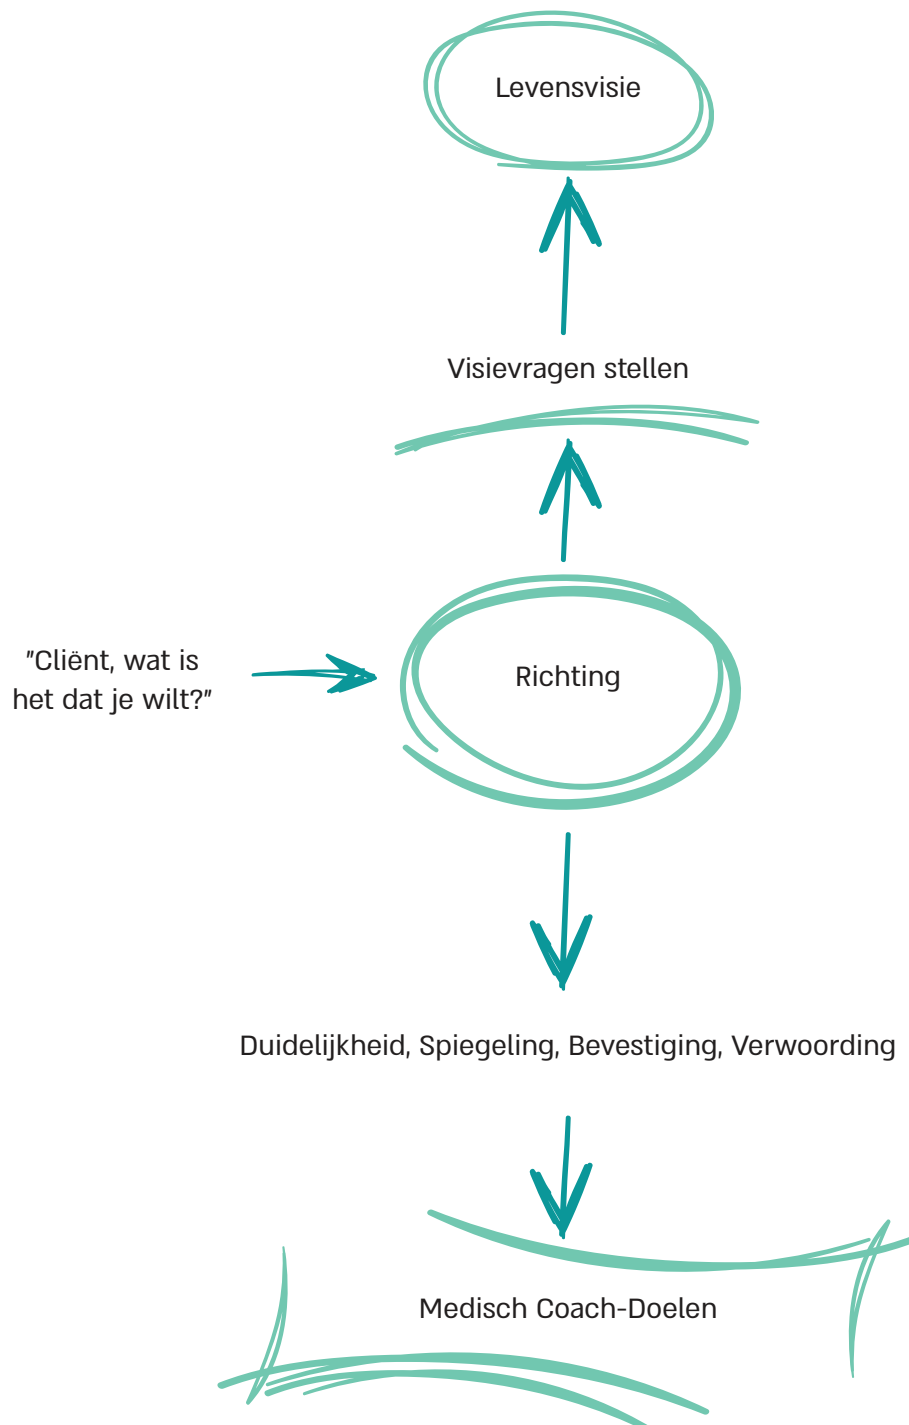 Levensvisie
Visievragen stellen
"Cliënt, wat is
het dat je wilt?"
Richting
Duidelijkheid, Spiegeling, Bevestiging, Verwoording
Medisch Coach-Doelen